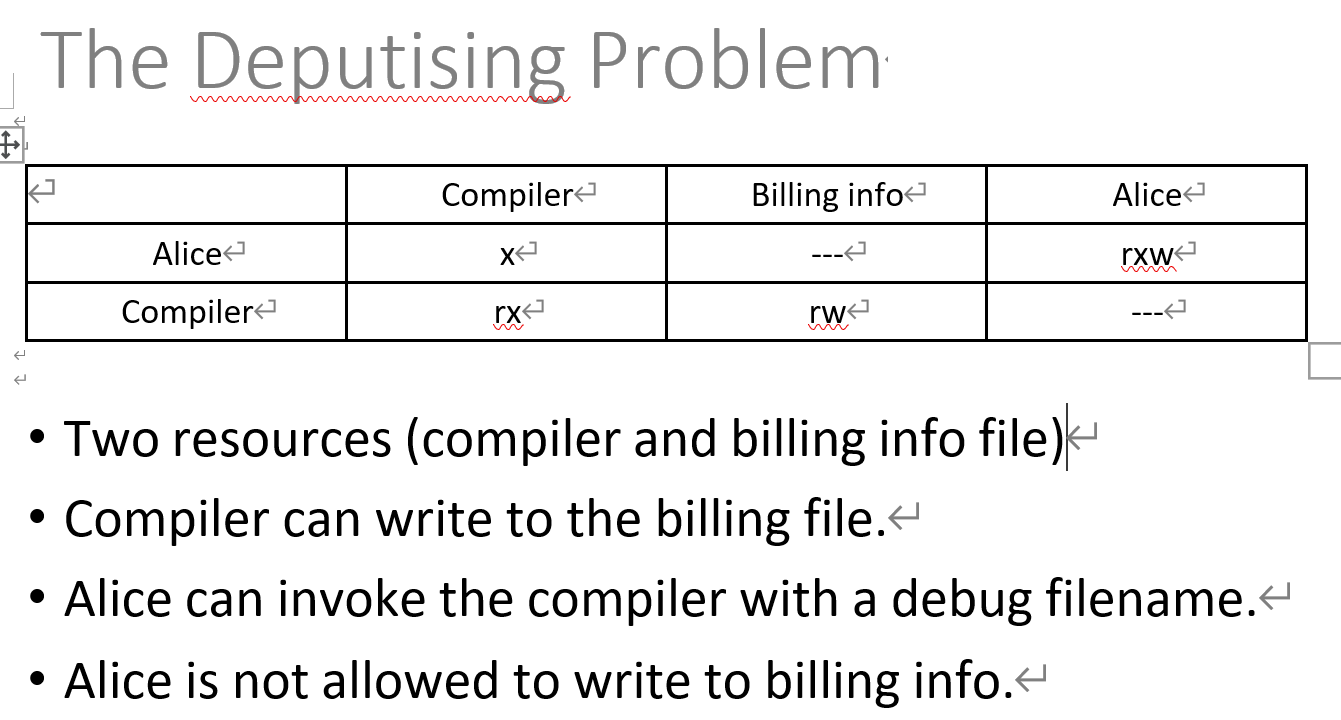 The Deputising Problem
Compiler Billing info Alice
Alice x --- rxw
Compiler rx rw ---
• Two resources (compiler and billing info file)
• Compiler can write to the billing file.
• Alice can invoke the compiler with a debug filename.
• Alice is not allowed to write to billing info.